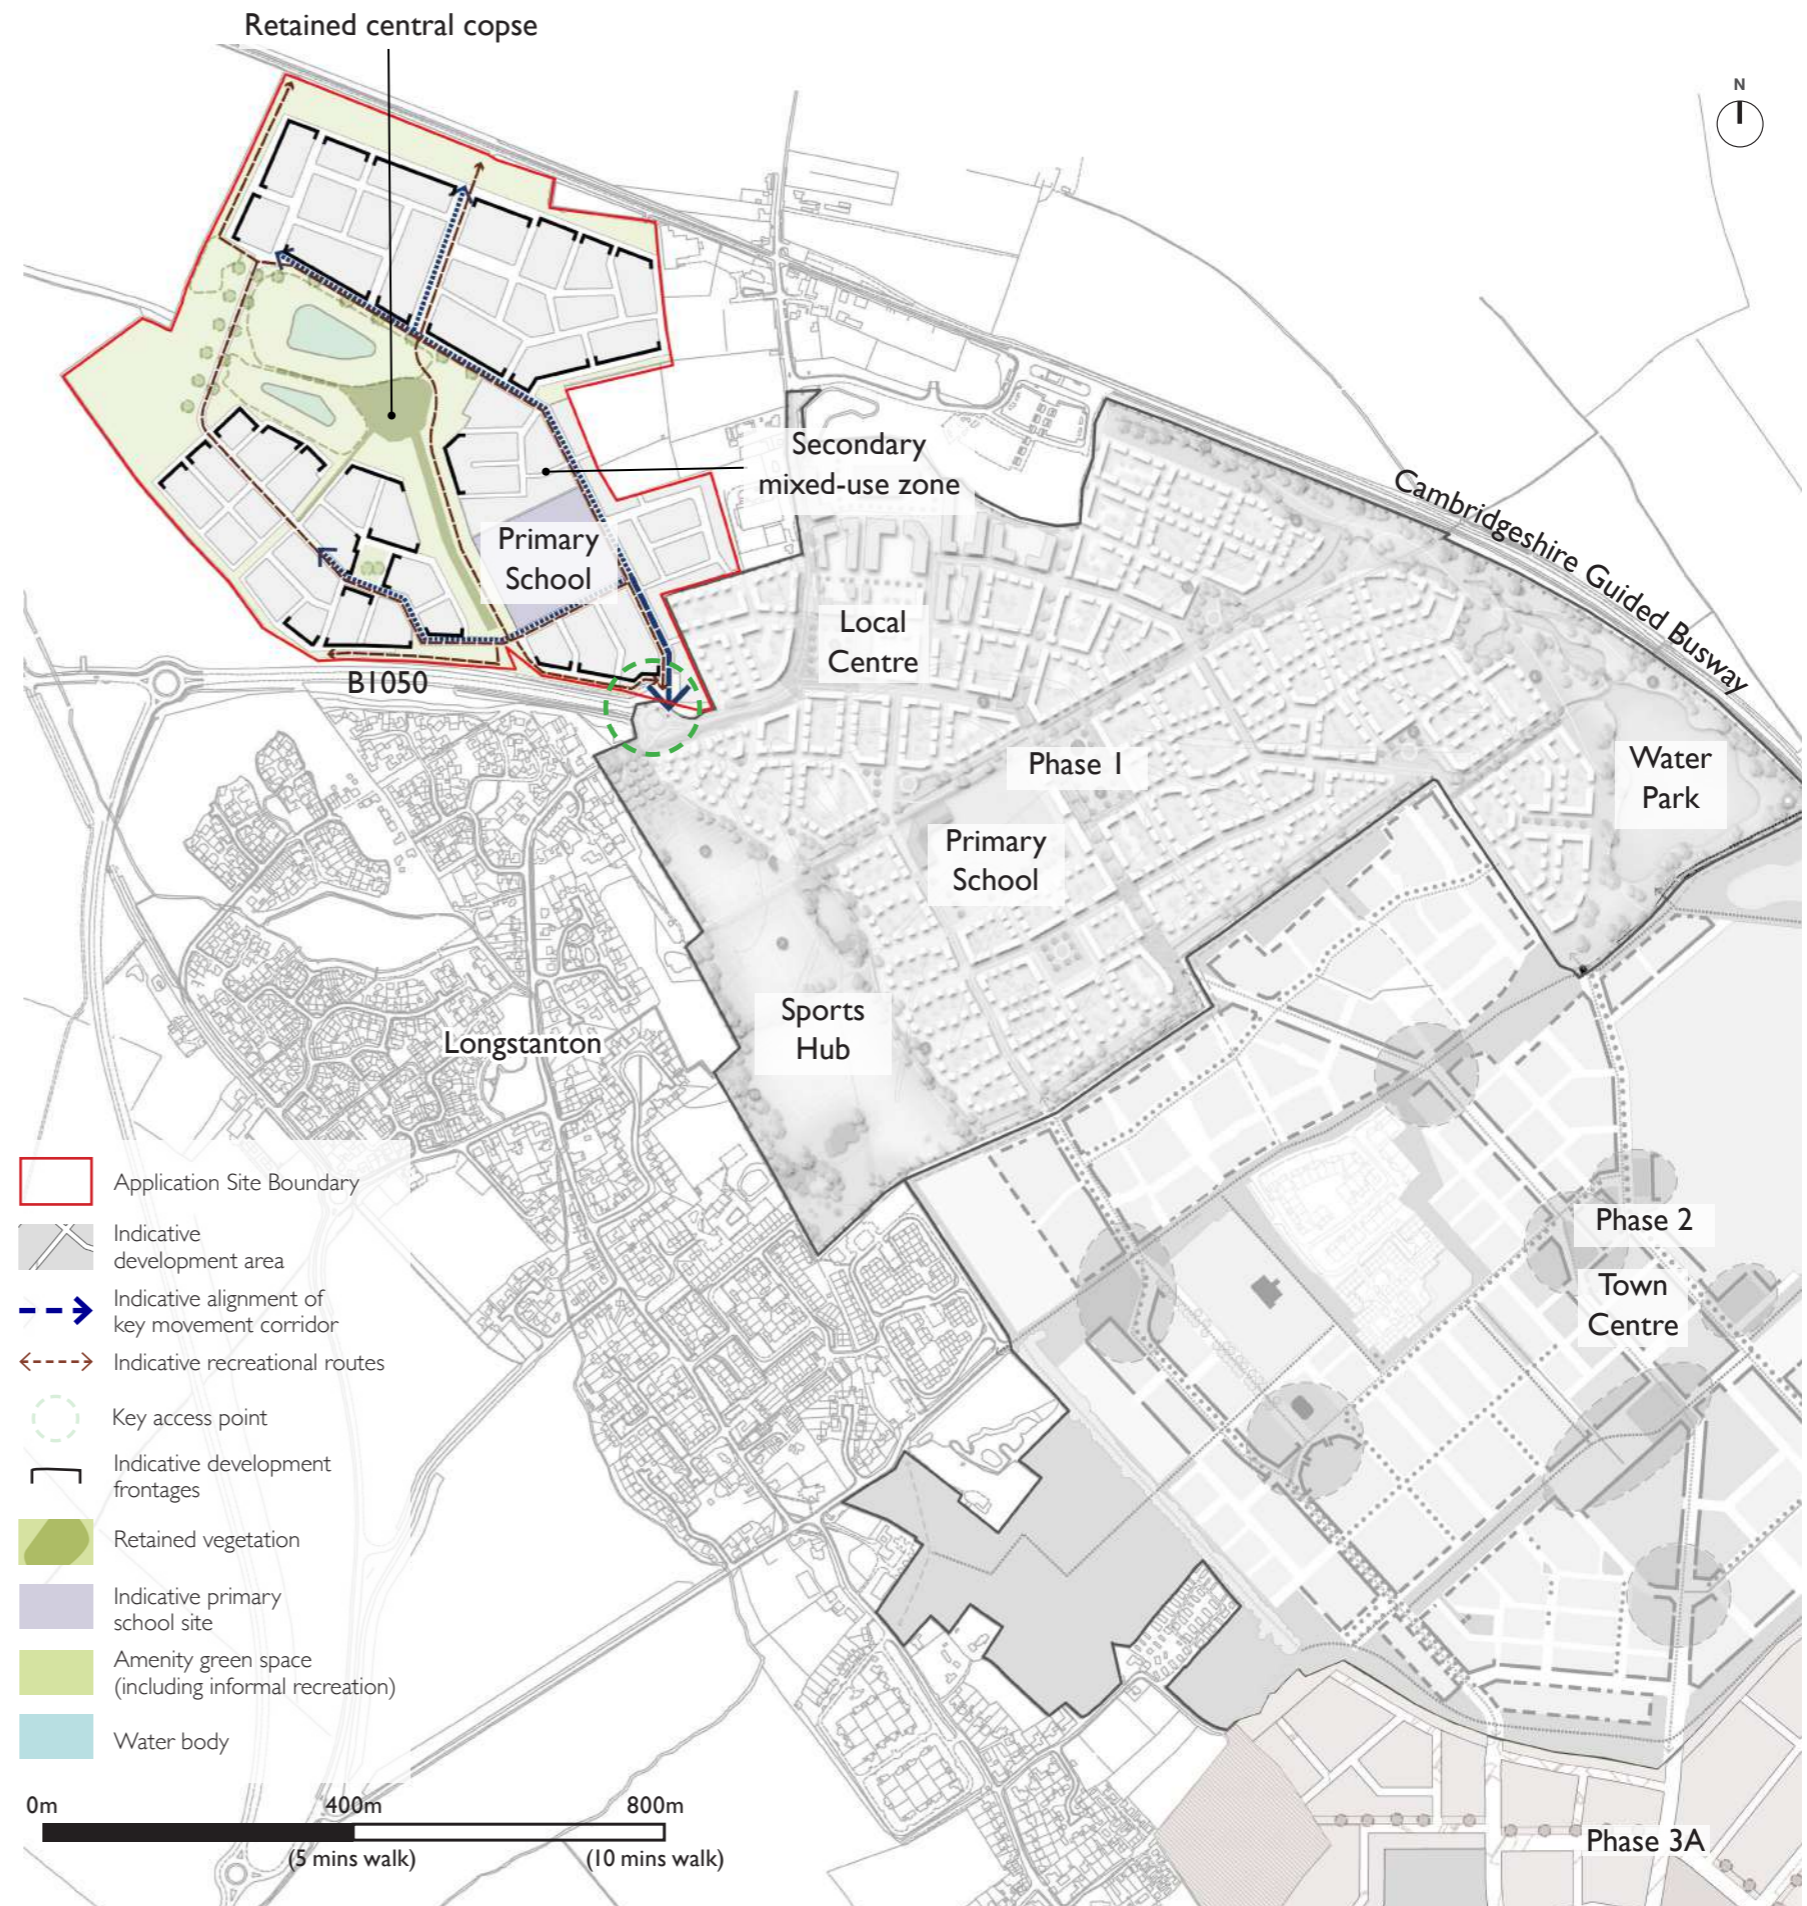 Retained central copse
N
Secondary
mixed-use zone
Cambridgeshire Guided Busway
Primary
School
Local
Centre
B1050
Phase 1
Water
Park
Primary
School
Sports
Hub
Longstanton
Phase 2
Town
Centre
Application Site Boundary
Indicative
development area
Indicative alignment of
key movement corridor
Indicative recreational routes
Key access point
Indicative development
frontages
Retained vegetation
Indicative primary
school site
Amenity green space
(including informal recreation)
Water body
0m
400m
800m
(5 mins walk)
(10 mins walk)
Phase 3A